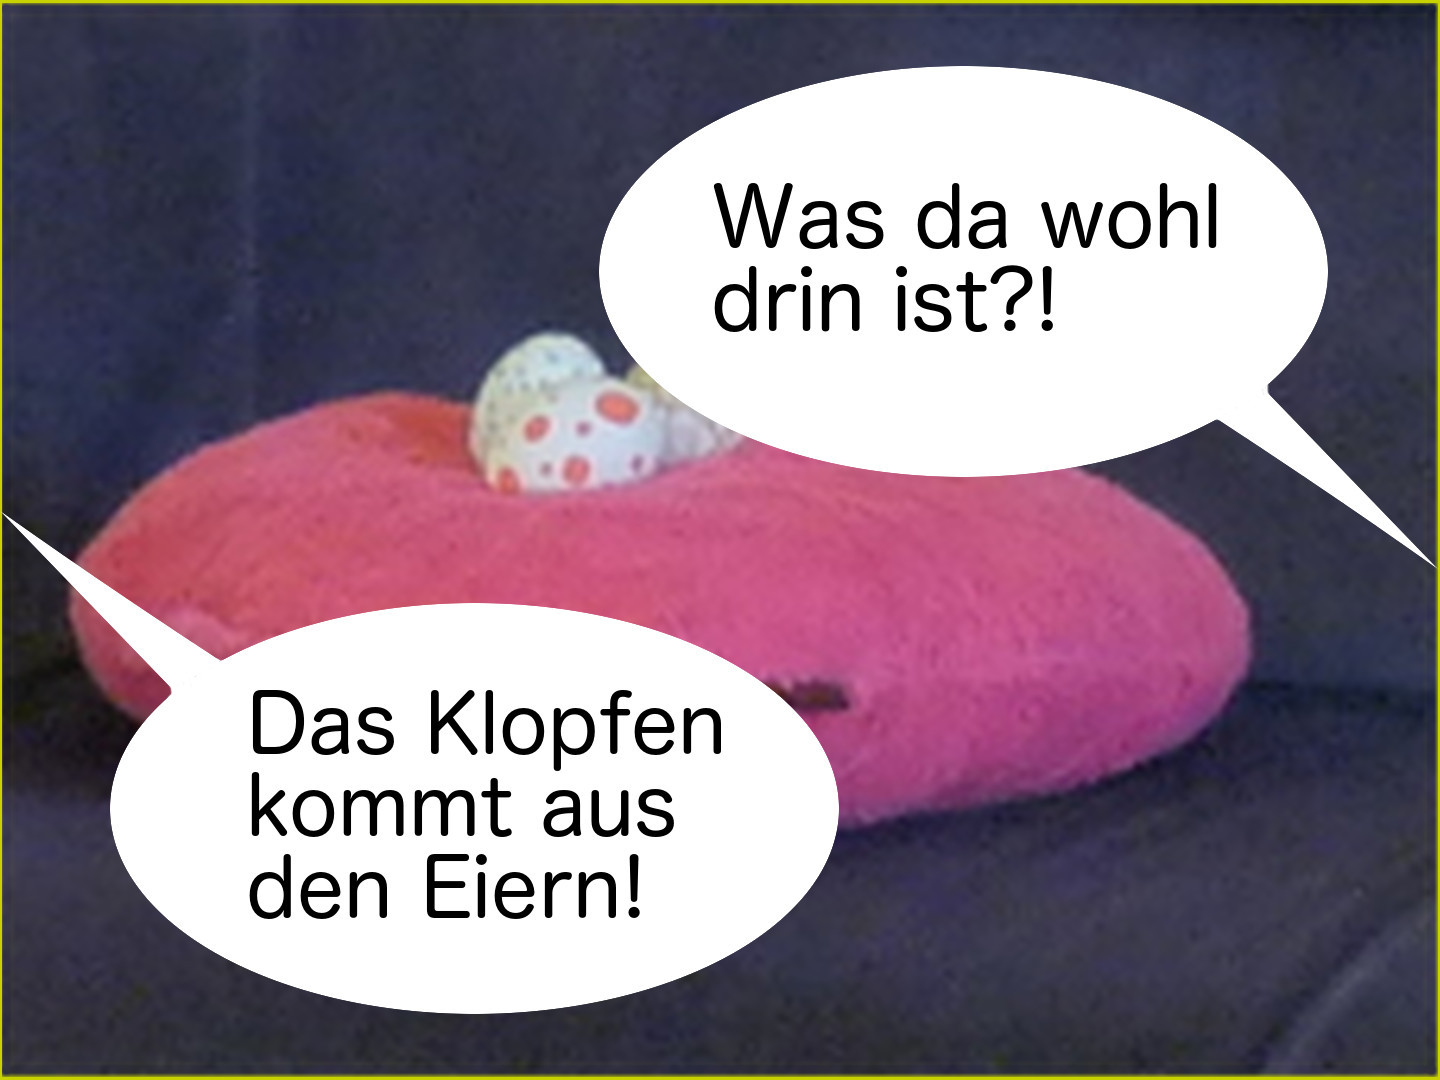 Was da wohl
drin ist?!
Das Klopfen
kommt aus
den Eiern!